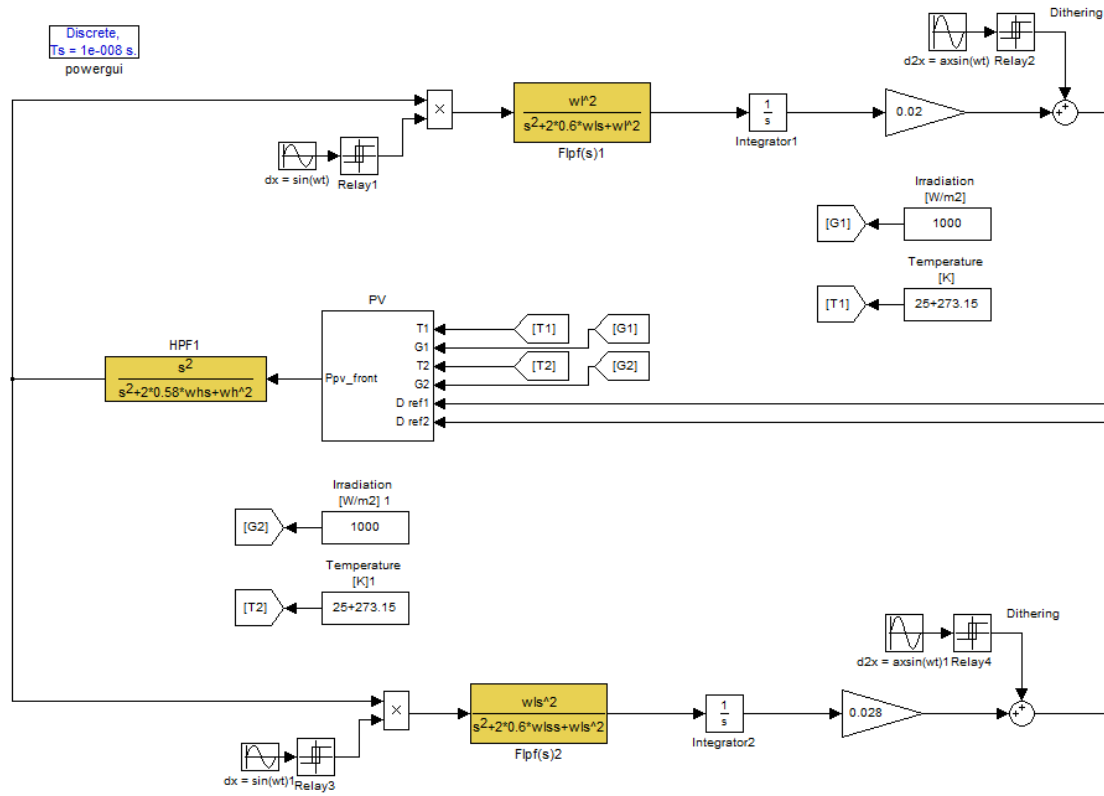 Discrete,
Ts = 1e-008 s.
powergui
Dithering
d2x = axsin(wt)
Relay2
×
wl^2
s2+2*0.6*wls+wl^2
Flpf(s)1
1
s
Integrator1
0.02
+
+
dx = sin(wt)
Relay1
Irradiation
[W/m2]
[G1]
1000
Temperature
[K]
[T1]
25+273.15
PV
T1
G1
T2
G2
D ref1
D ref2
Ppv_front
[T1]
[G1]
[T2]
[G2]
HPF1
s2
s2+2*0.58*whs+wh^2
Irradiation
[W/m2] 1
[G2]
1000
Temperature
[K]1
[T2]
25+273.15
Dithering
d2x = axsin(wt)1
Relay4
×
wls^2
s2+2*0.6*wlss+wls^2
Flpf(s)2
1
s
Integrator2
0.028
+
+
dx = sin(wt)1
Relay3